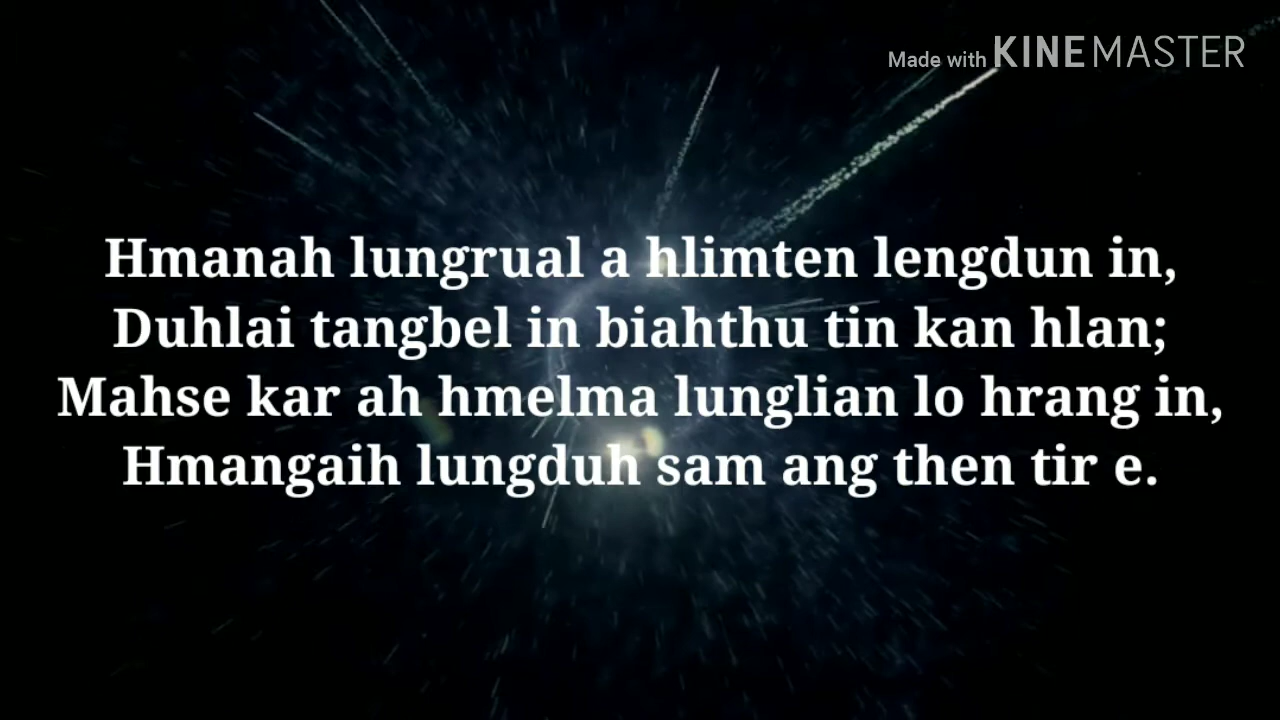 Made with KINEMASTER
Hmanah lungrual a hlimten lengdun in,
Duhlai tangbel in biahthu tin kan hlan;
Mahse kar ah hmelma lunglian lo hrang in,
Hmangaih lungduh sam ang then tir e.